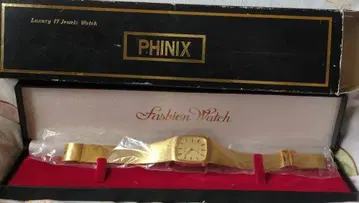 Luxury 17 Jewels Watch
PHINIX
Fashion Watch